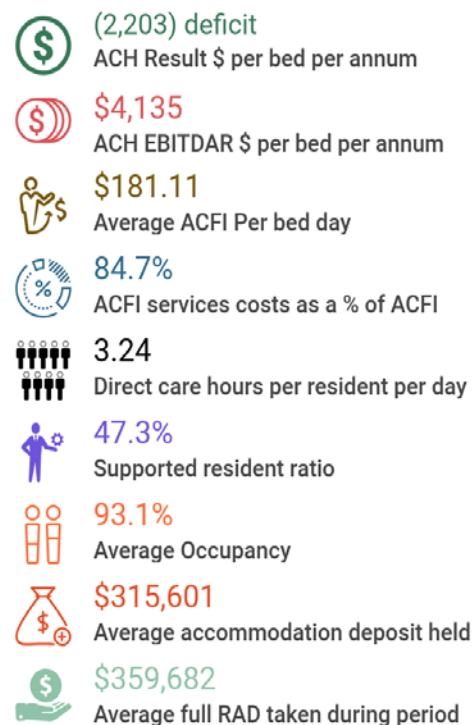 (2,203) deficit
ACH Result $ per bed per annum
$4,135
ACH EBITDAR $ per bed per annum
$181.11
Average ACFI Per bed day
84.7%
ACFI services costs as a % of ACFI
3.24
Direct care hours per resident per day
47.3%
Supported resident ratio
93.1%
Average Occupancy
$315,601
Average accommodation deposit held
$359,682
Average full RAD taken during period